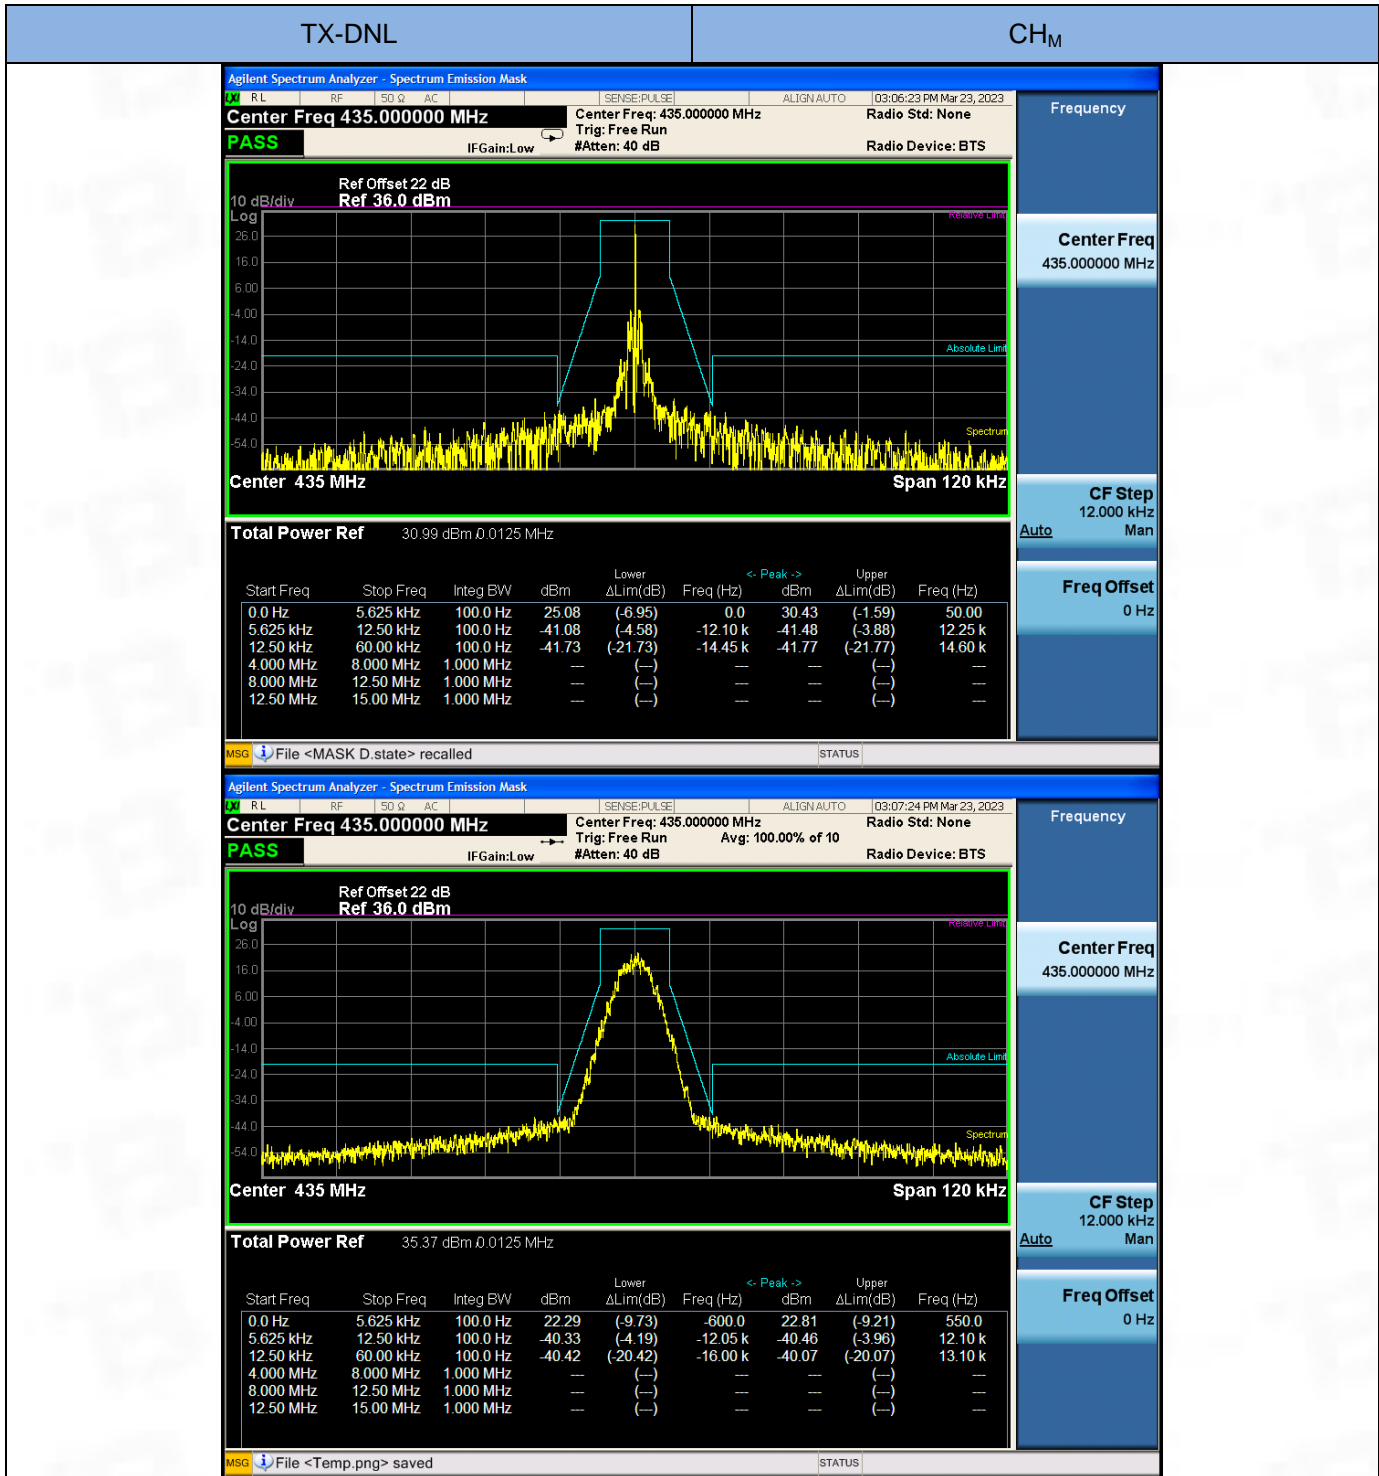 TX-DNL CH_M
Agilent Spectrum Analyzer - Spectrum Emission Mask
LXI RL RF 50 Ω AC SENSE:PULSE ALIGN AUTO 03:06:23 PM Mar 23, 2023
Center Freq 435.000000 MHz Center Freq: 435.000000 MHz Radio Std: None
Trig: Free Run
PASS IFGain:Low #Atten: 40 dB Radio Device: BTS
Frequency
Ref Offset 22 dB
10 dB/div Ref 36.0 dBm
Log
Relative Limit
26.0
16.0
6.00
-4.00
-14.0
Absolute Limit
-24.0
-34.0
-44.0
Spectrum
-54.0
Center 435 MHz Span 120 kHz
Center Freq
435.000000 MHz
CF Step
12.000 kHz
Auto Man
Freq Offset
0 Hz
Total Power Ref 30.99 dBm/0.0125 MHz
Lower <- Peak -> Upper
Start Freq Stop Freq Integ BW dBm ΔLim(dB) Freq (Hz) dBm ΔLim(dB) Freq (Hz)
0.0 Hz 5.625 kHz 100.0 Hz 25.08 (-6.95) 0.0 30.43 (-1.59) 50.00
5.625 kHz 12.50 kHz 100.0 Hz -41.08 (-4.58) -12.10 k -41.48 (-3.88) 12.25 k
12.50 kHz 60.00 kHz 100.0 Hz -41.73 (-21.73) -14.45 k -41.77 (-21.77) 14.60 k
4.000 MHz 8.000 MHz 1.000 MHz --- (---) --- --- (---) ---
8.000 MHz 12.50 MHz 1.000 MHz --- (---) --- --- (---) ---
12.50 MHz 15.00 MHz 1.000 MHz --- (---) --- --- (---) ---
MSG File <MASK D.state> recalled STATUS
Agilent Spectrum Analyzer - Spectrum Emission Mask
LXI RL RF 50 Ω AC SENSE:PULSE ALIGN AUTO 03:07:24 PM Mar 23, 2023
Center Freq 435.000000 MHz Center Freq: 435.000000 MHz Radio Std: None
Trig: Free Run Avg: 100.00% of 10
PASS IFGain:Low #Atten: 40 dB Radio Device: BTS
Frequency
Ref Offset 22 dB
10 dB/div Ref 36.0 dBm
Log
Relative Limit
26.0
16.0
6.00
-4.00
-14.0
Absolute Limit
-24.0
-34.0
-44.0
Spectrum
-54.0
Center 435 MHz Span 120 kHz
Center Freq
435.000000 MHz
CF Step
12.000 kHz
Auto Man
Freq Offset
0 Hz
Total Power Ref 35.37 dBm/0.0125 MHz
Lower <- Peak -> Upper
Start Freq Stop Freq Integ BW dBm ΔLim(dB) Freq (Hz) dBm ΔLim(dB) Freq (Hz)
0.0 Hz 5.625 kHz 100.0 Hz 22.29 (-9.73) -600.0 22.81 (-9.21) 550.0
5.625 kHz 12.50 kHz 100.0 Hz -40.33 (-4.19) -12.05 k -40.46 (-3.96) 12.10 k
12.50 kHz 60.00 kHz 100.0 Hz -40.42 (-20.42) -16.00 k -40.07 (-20.07) 13.10 k
4.000 MHz 8.000 MHz 1.000 MHz --- (---) --- --- (---) ---
8.000 MHz 12.50 MHz 1.000 MHz --- (---) --- --- (---) ---
12.50 MHz 15.00 MHz 1.000 MHz --- (---) --- --- (---) ---
MSG File <Temp.png> saved STATUS